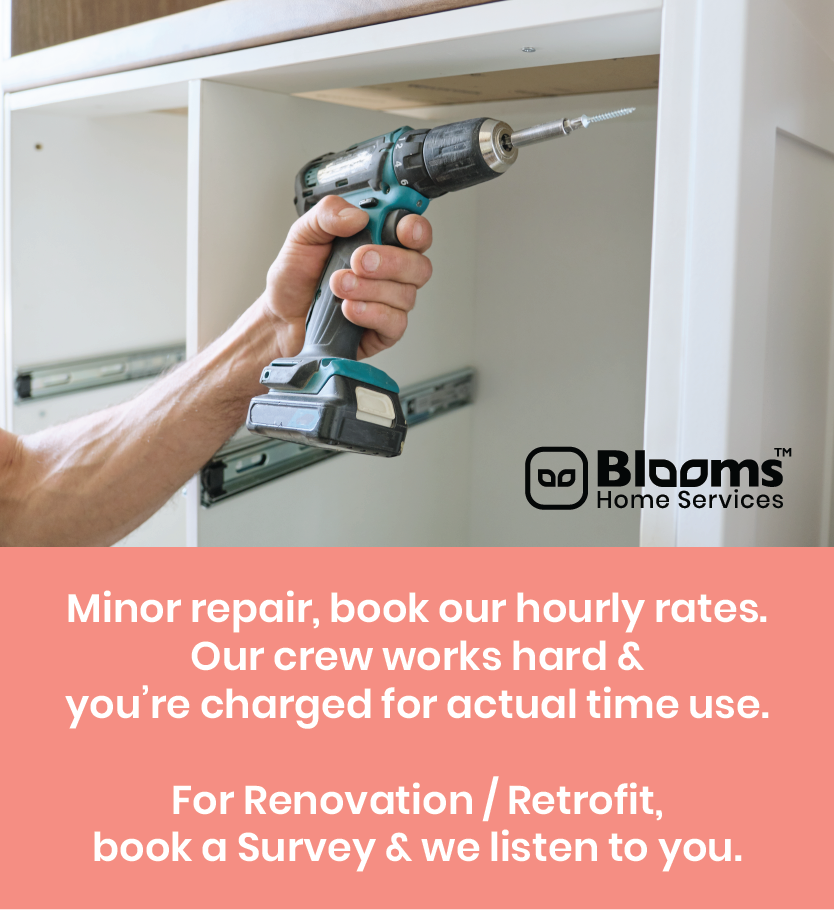 Blooms™
Home Services
Minor repair, book our hourly rates.
Our crew works hard &
you're charged for actual time use.
For Renovation / Retrofit,
book a Survey & we listen to you.